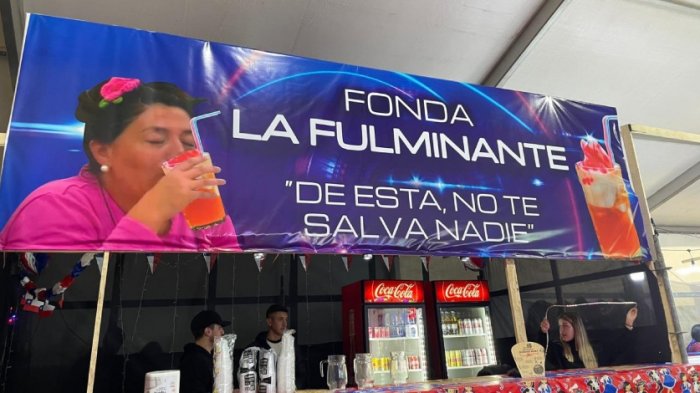 FONDA
LA FULMINANTE
"DE ESTA, NO TE
SALVA NADIE"
Coca-Cola
Coca-Cola